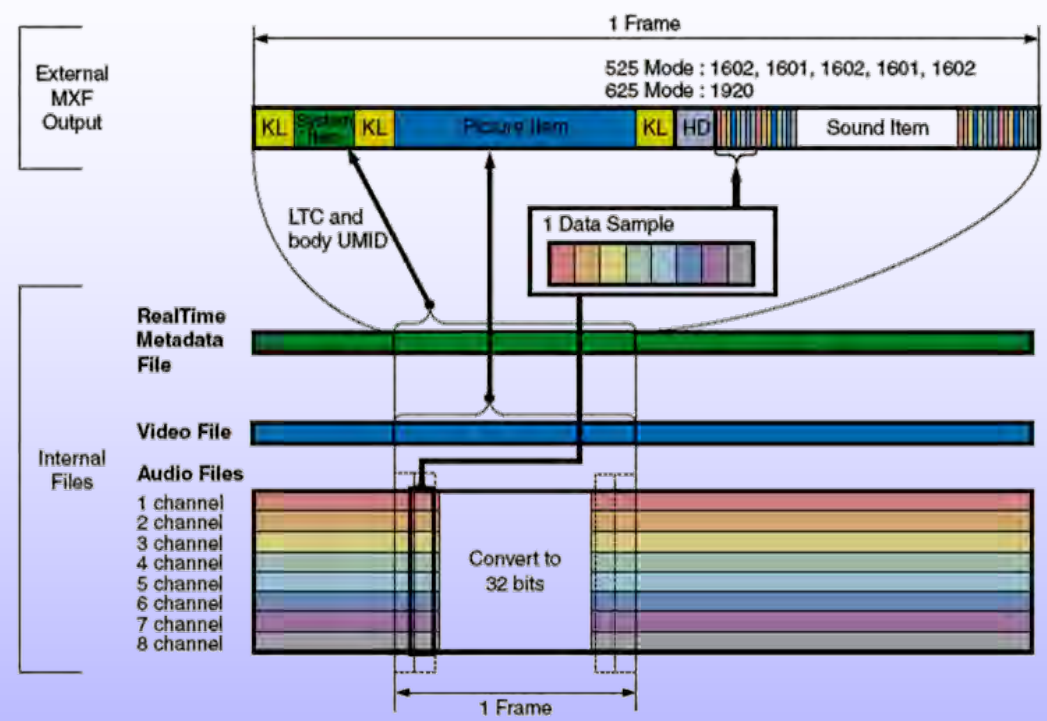 1 Frame
External
MXF
Output
525 Mode : 1602, 1601, 1602, 1601, 1602
625 Mode : 1920
KL
System
Item
KL
Picture Item
KL
HD
Sound Item
LTC and
body UMID
1 Data Sample
Internal
Files
RealTime
Metadata
File
Video File
Audio Files
1 channel
2 channel
3 channel
4 channel
5 channel
6 channel
7 channel
8 channel
Convert to
32 bits
1 Frame